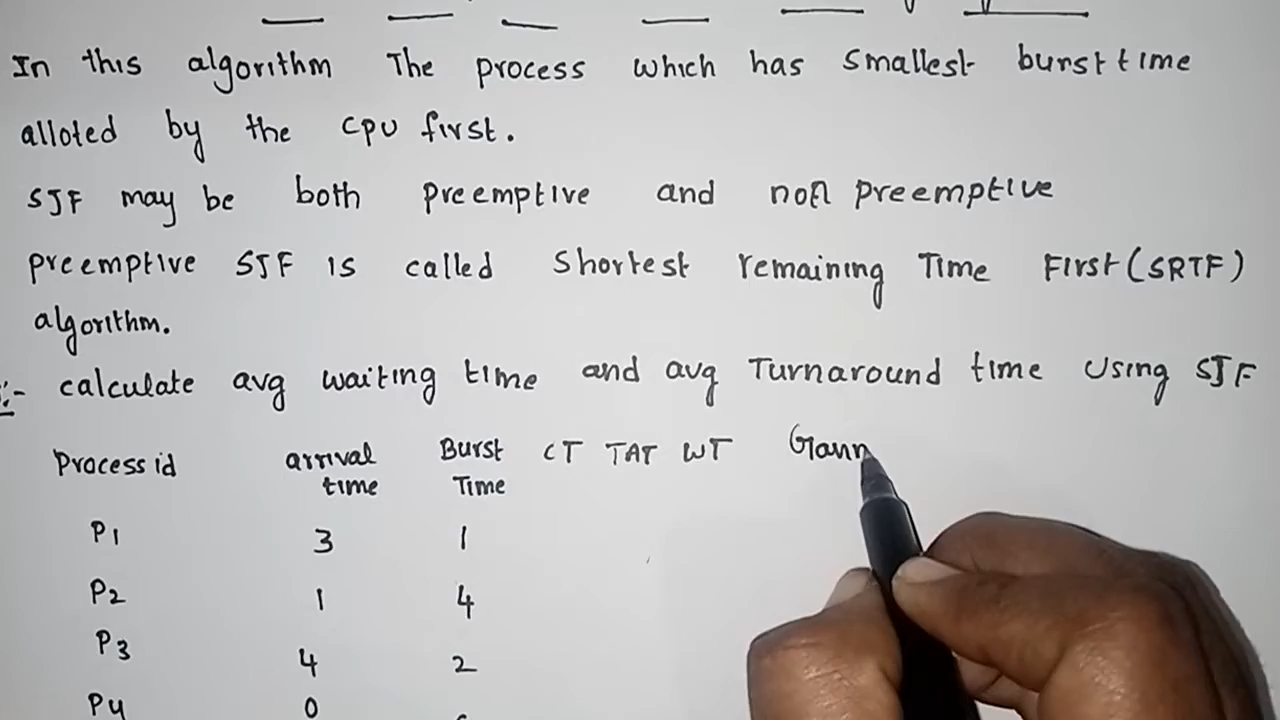 In this algorithm The process which has smallest burst time
alloted by the CPU first.
SJF may be both preemptive and non preemptive
preemptive SJF is called shortest remaining Time First (SRTF)
algorithm.
:- calculate avg waiting time and avg Turnaround time using SJF
Process id arrival time Burst Time CT TAT WT Gann
P1 3 1
P2 1 4
P3 4 2
P4 0